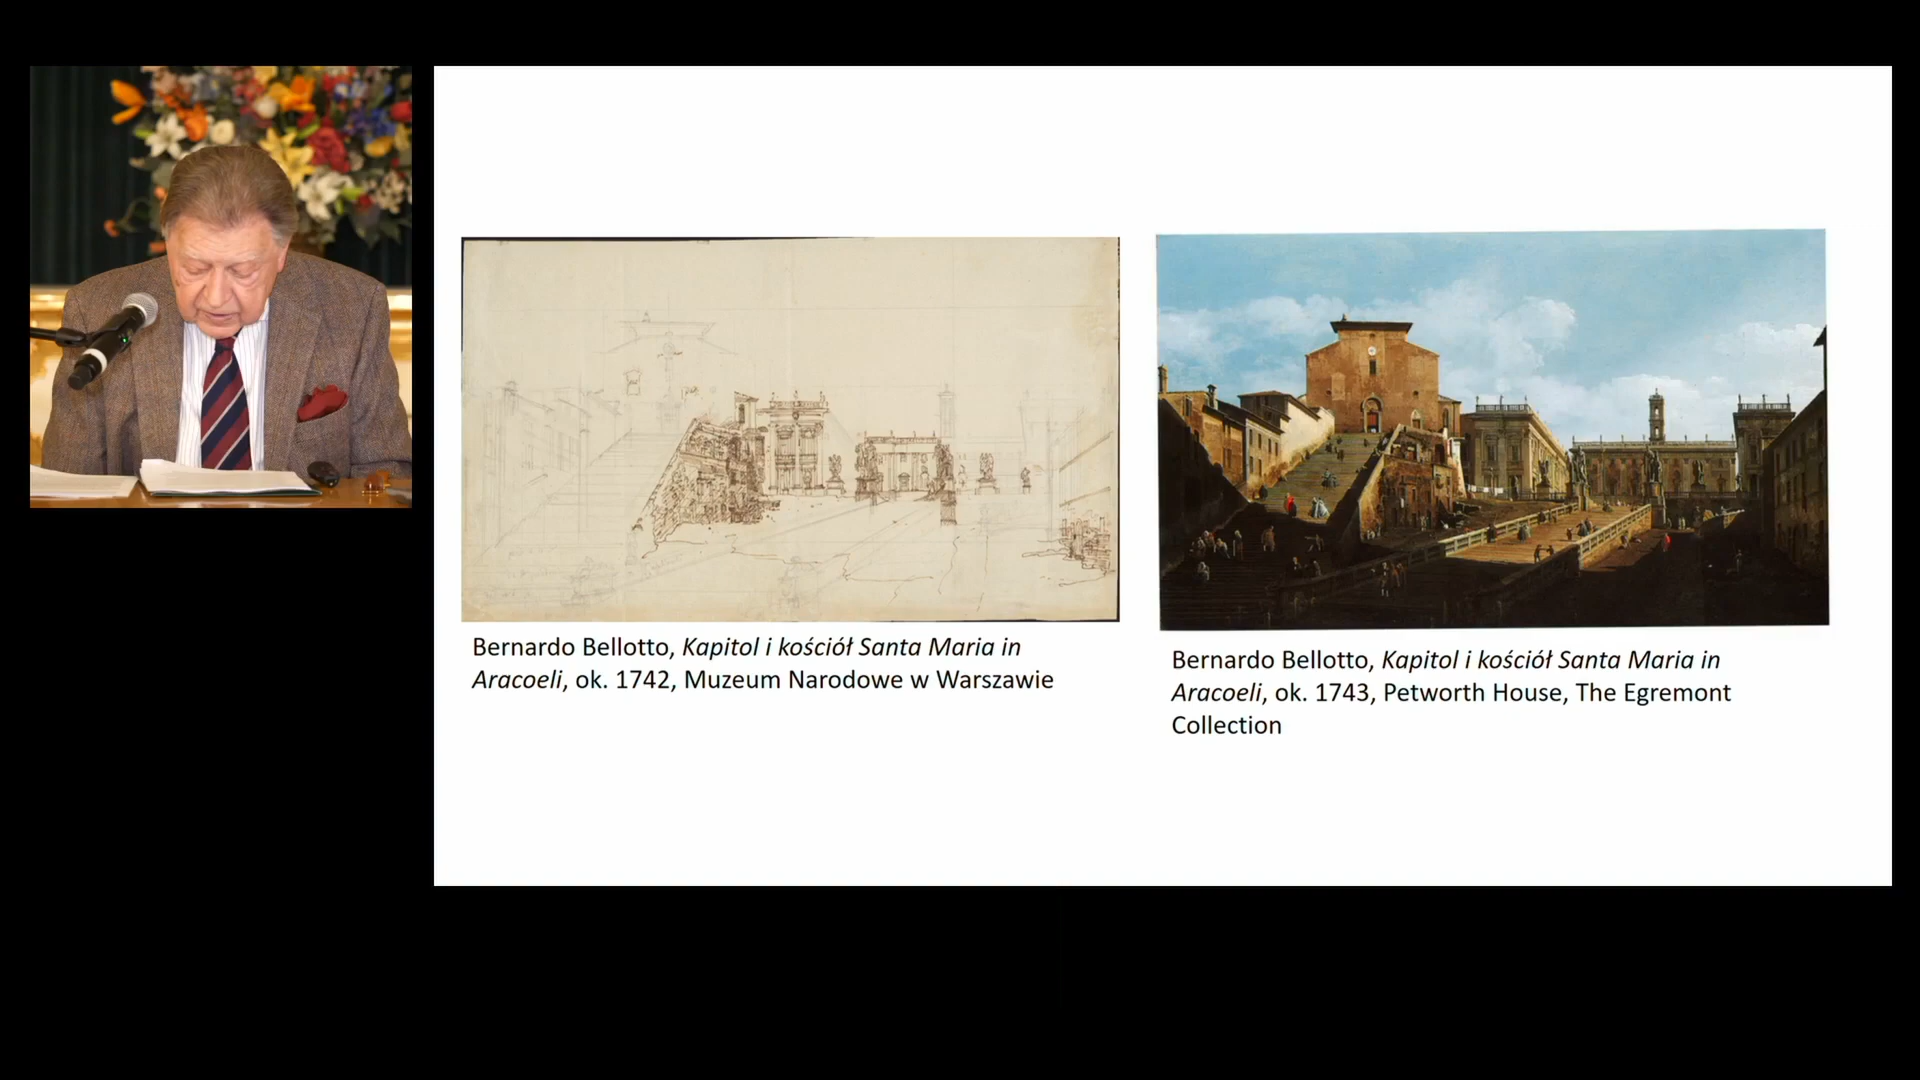 Bernardo Bellotto, Kapitol i kościół Santa Maria in
Aracoeli, ok. 1742, Muzeum Narodowe w Warszawie
Bernardo Bellotto, Kapitol i kościół Santa Maria in
Aracoeli, ok. 1743, Petworth House, The Egremont
Collection